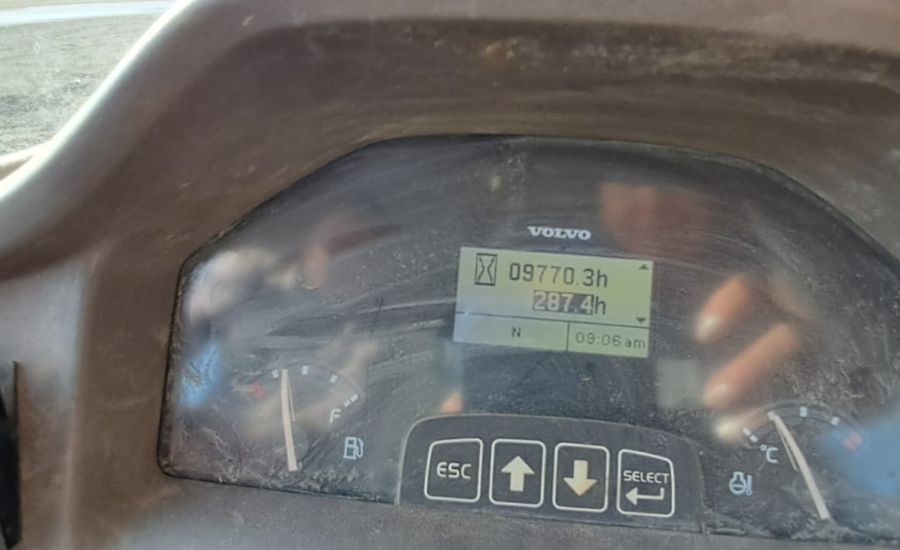 VOLVO
09770.3h
287.4h
N 09:06 am
F
°C
ESC
SELECT